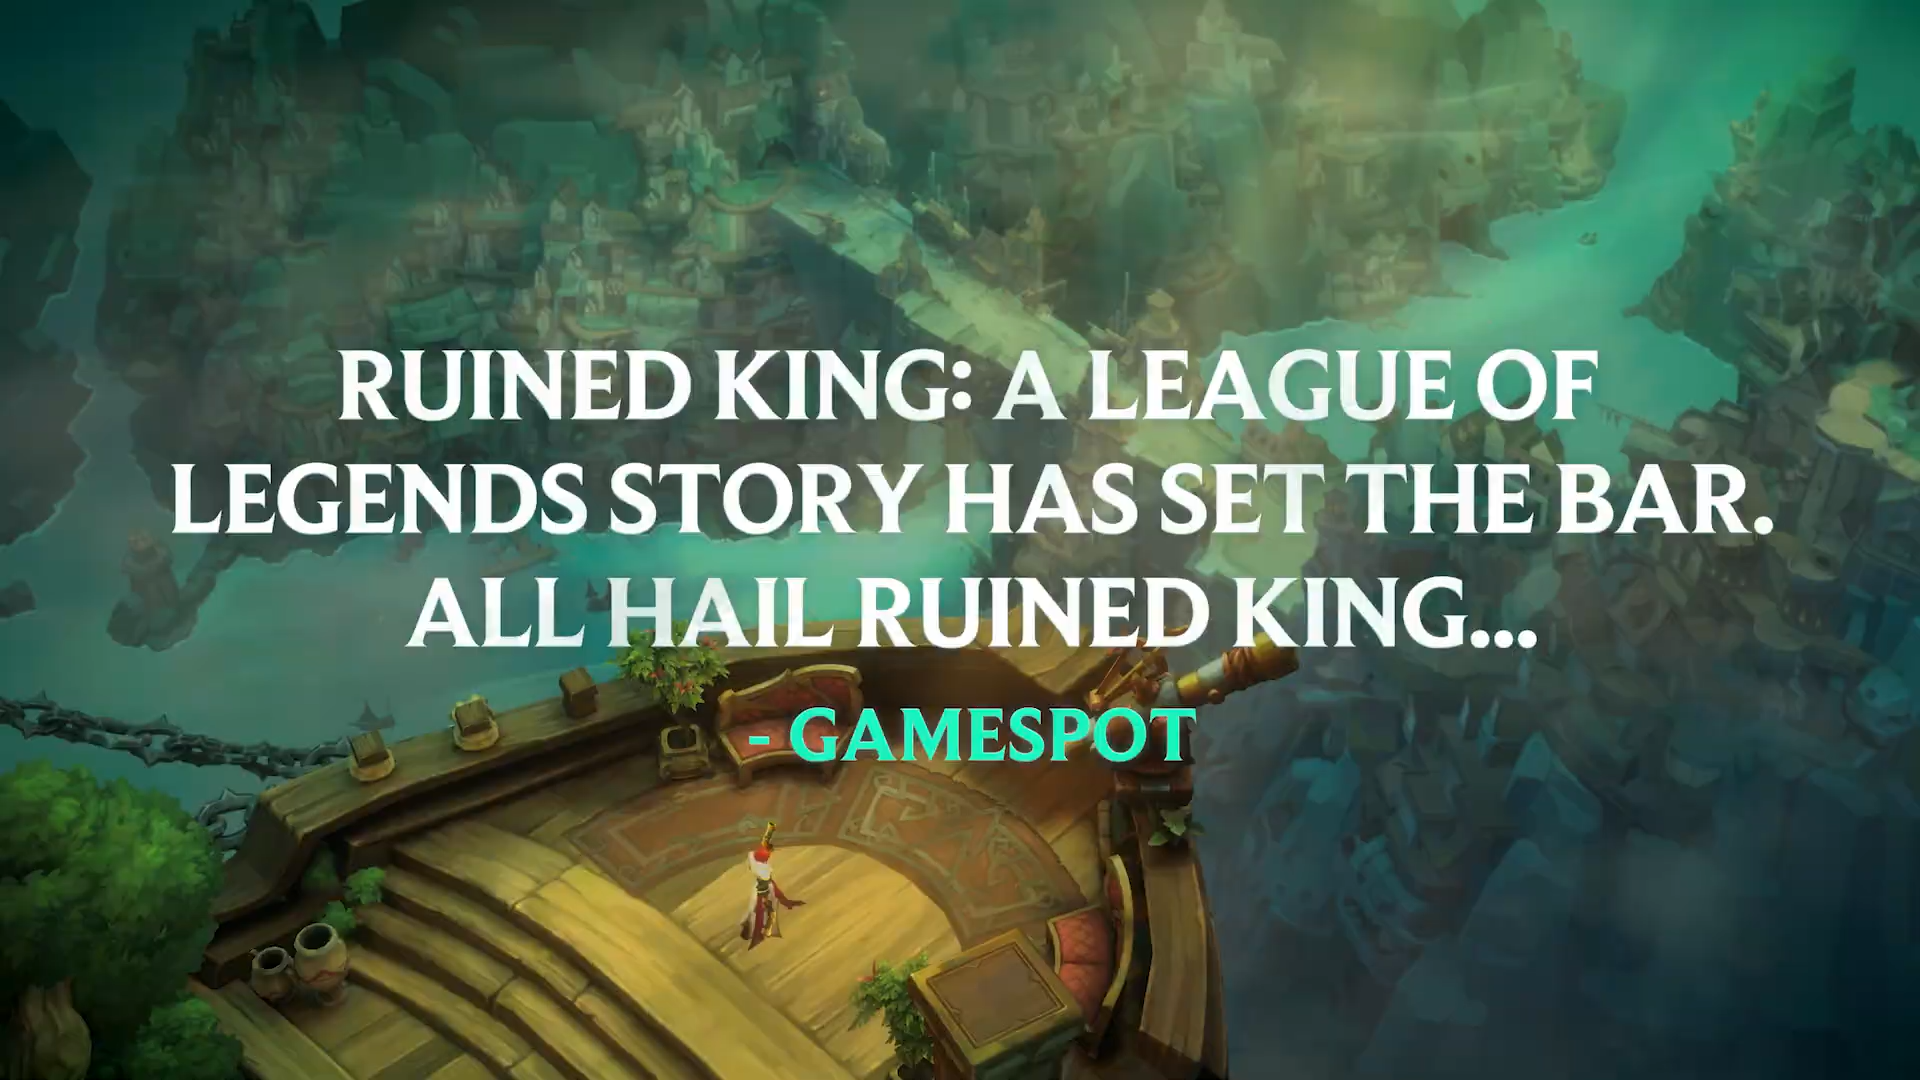 RUINED KING: A LEAGUE OF
LEGENDS STORY HAS SET THE BAR.
ALL HAIL RUINED KING...
- GAMESPOT